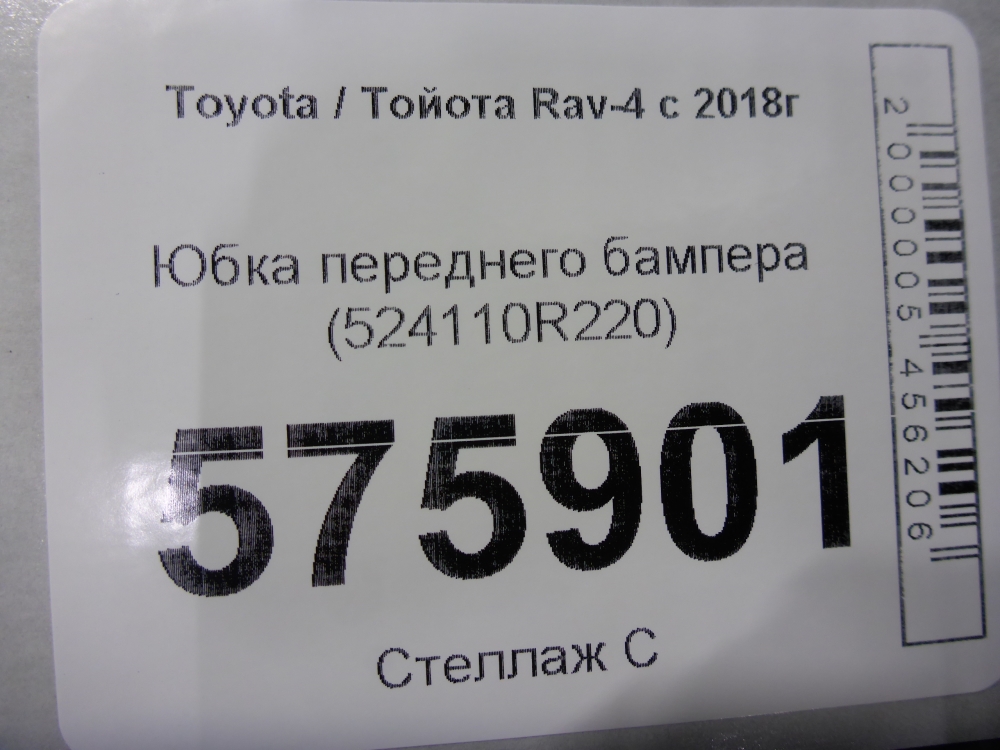 Toyota / Тойота Rav-4 с 2018г
Юбка переднего бампера
(524110R220)
575901
Стеллаж С
2000005456206